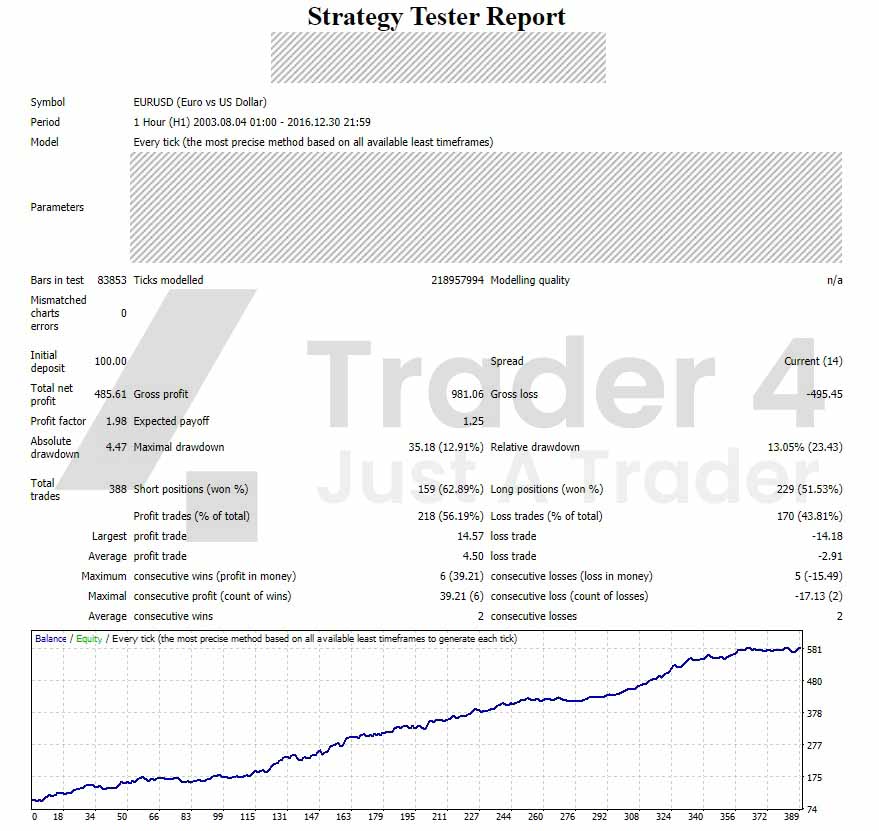 Strategy Tester Report
Symbol EURUSD (Euro vs US Dollar)
Period 1 Hour (H1) 2003.08.04 01:00 - 2016.12.30 21:59
Model Every tick (the most precise method based on all available least timeframes)
Parameters
Bars in test 83853 Ticks modelled 218957994 Modelling quality n/a
Mismatched
charts 0
errors
Initial
deposit 100.00 Spread Current (14)
Total net
profit 485.61 Gross profit 981.06 Gross loss -495.45
Profit factor 1.98 Expected payoff 1.25
Absolute
drawdown 4.47 Maximal drawdown 35.18 (12.91%) Relative drawdown 13.05% (23.43)
Total
trades 388 Short positions (won %) 159 (62.89%) Long positions (won %) 229 (51.53%)
Profit trades (% of total) 218 (56.19%) Loss trades (% of total) 170 (43.81%)
Largest profit trade 14.57 loss trade -14.18
Average profit trade 4.50 loss trade -2.91
Maximum consecutive wins (profit in money) 6 (39.21) consecutive losses (loss in money) 5 (-15.49)
Maximal consecutive profit (count of wins) 39.21 (6) consecutive loss (count of losses) -17.13 (2)
Average consecutive wins 2 consecutive losses 2
Trader 4
Just A Trader
Balance / Equity / Every tick (the most precise method based on all available least timeframes to generate each tick)
581
480
378
277
175
74
0 18 34 50 66 83 99 115 131 147 163 179 195 211 227 244 260 276 292 308 324 340 356 372 389